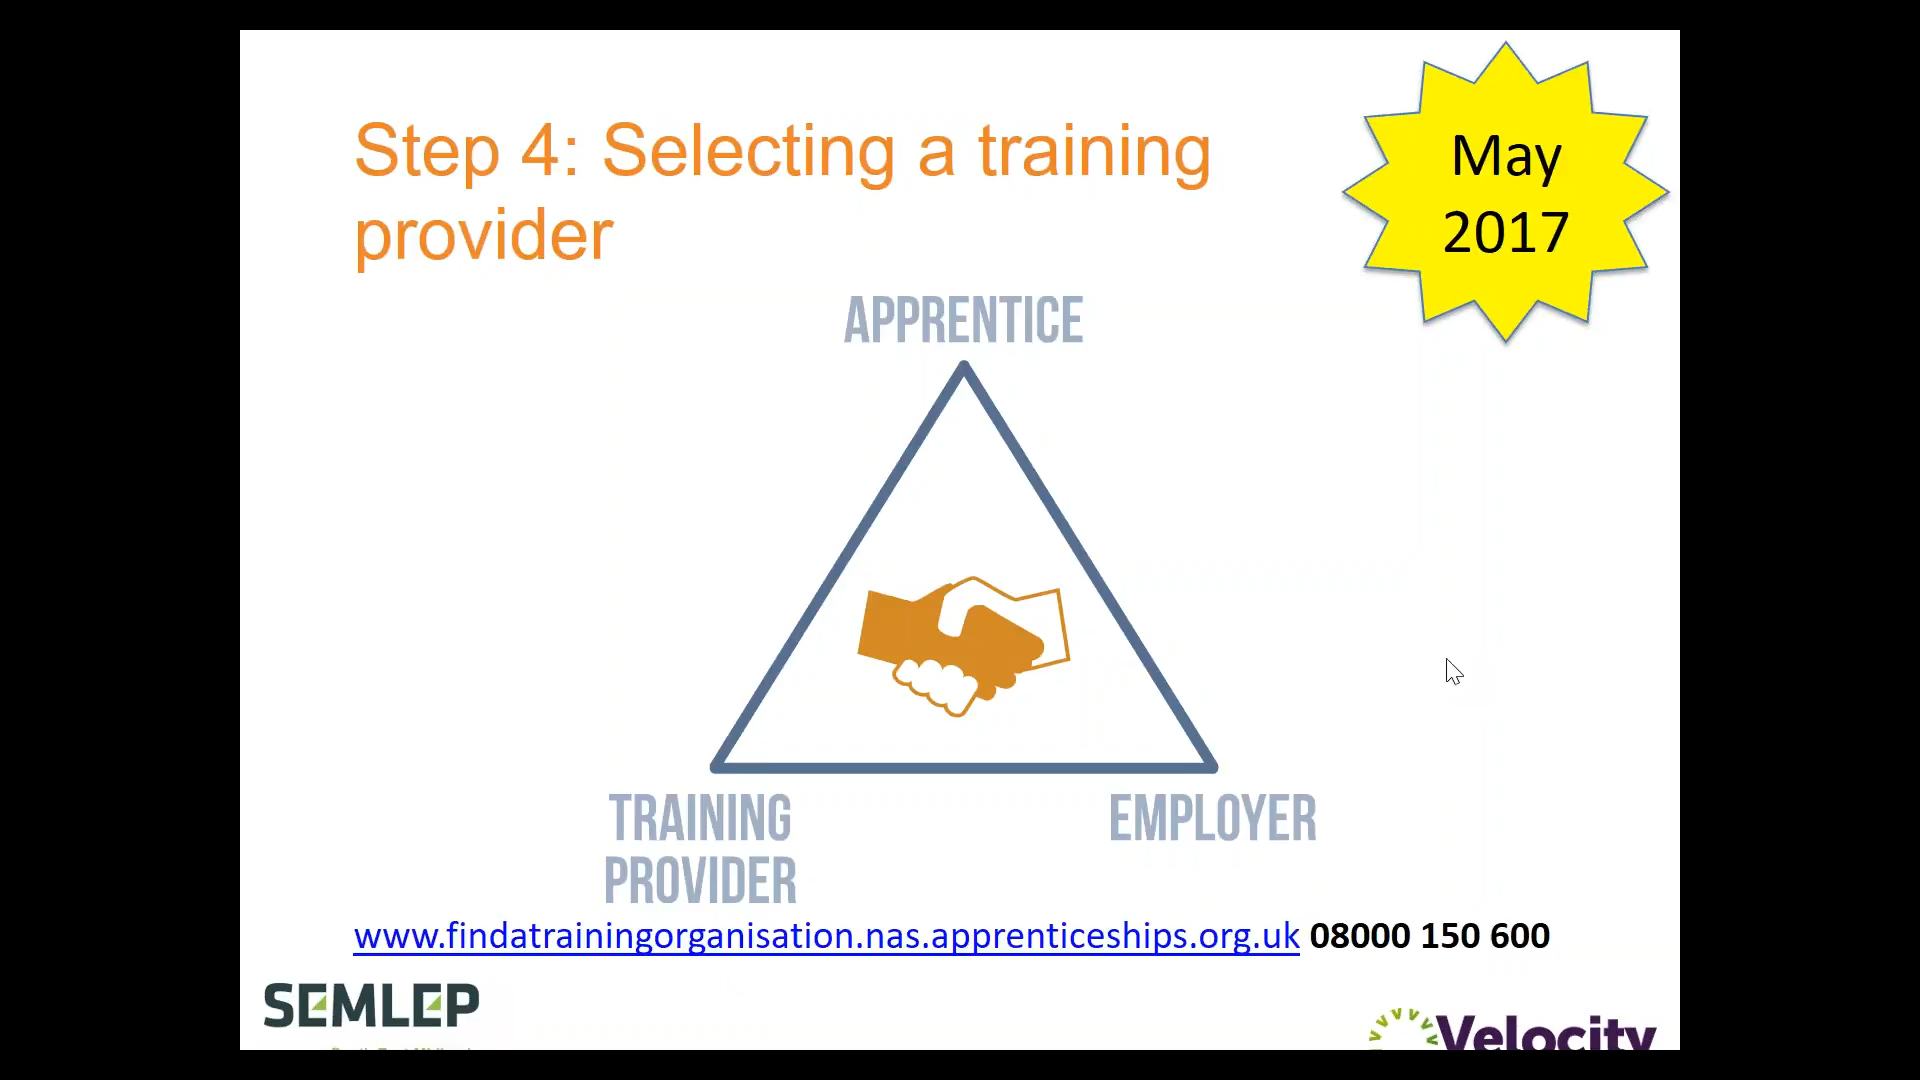 Step 4: Selecting a training
provider
May
2017
APPRENTICE
TRAINING
PROVIDER
EMPLOYER
www.findatrainingorganisation.nas.apprenticeships.org.uk 08000 150 600
SEMLEP
Velocity